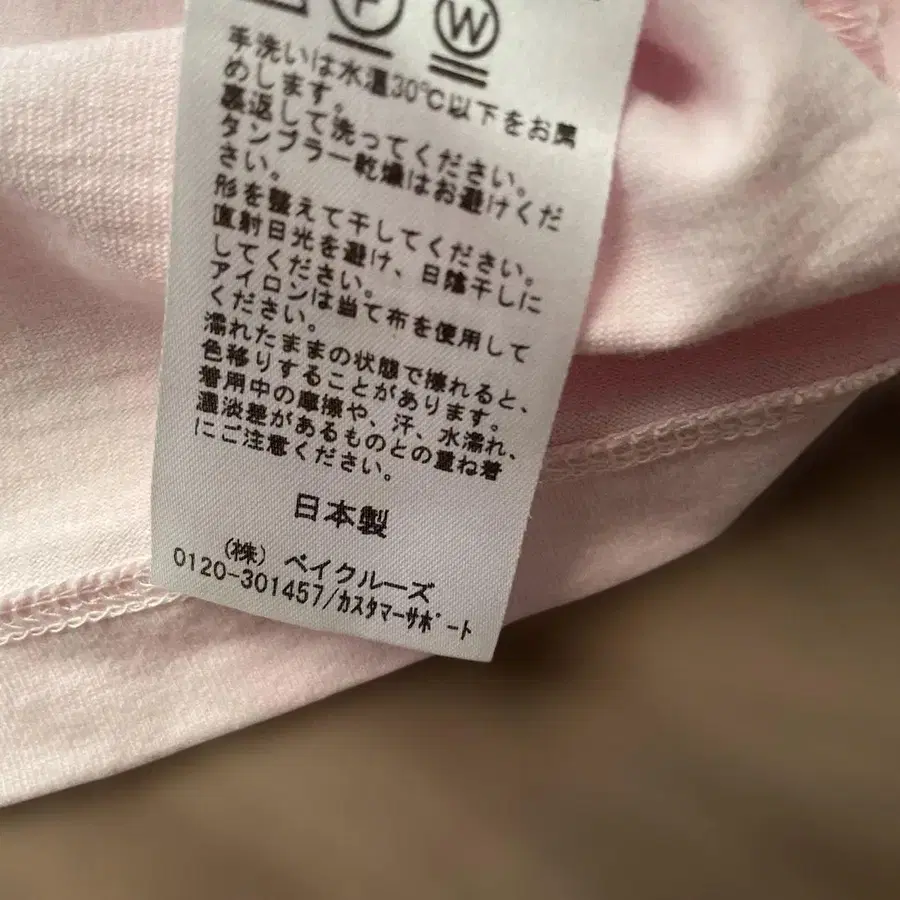 F W
手洗いは水温30℃以下をお薦
めします。
裏返して洗ってください。
タンブラー乾燥はお避けくだ
さい。
形を整えて干してください。
直射日光を避け、日陰干しに
してください。
アイロンは当て布を使用して
ください。
濡れたままの状態で擦れると、
色移りすることがあります。
着用中の摩擦や、汗、水濡れ、
濃淡差があるものとの重ね着
にご注意ください。
日本製
(株) ベイクルーズ
0120-301457/カスタマーサポート